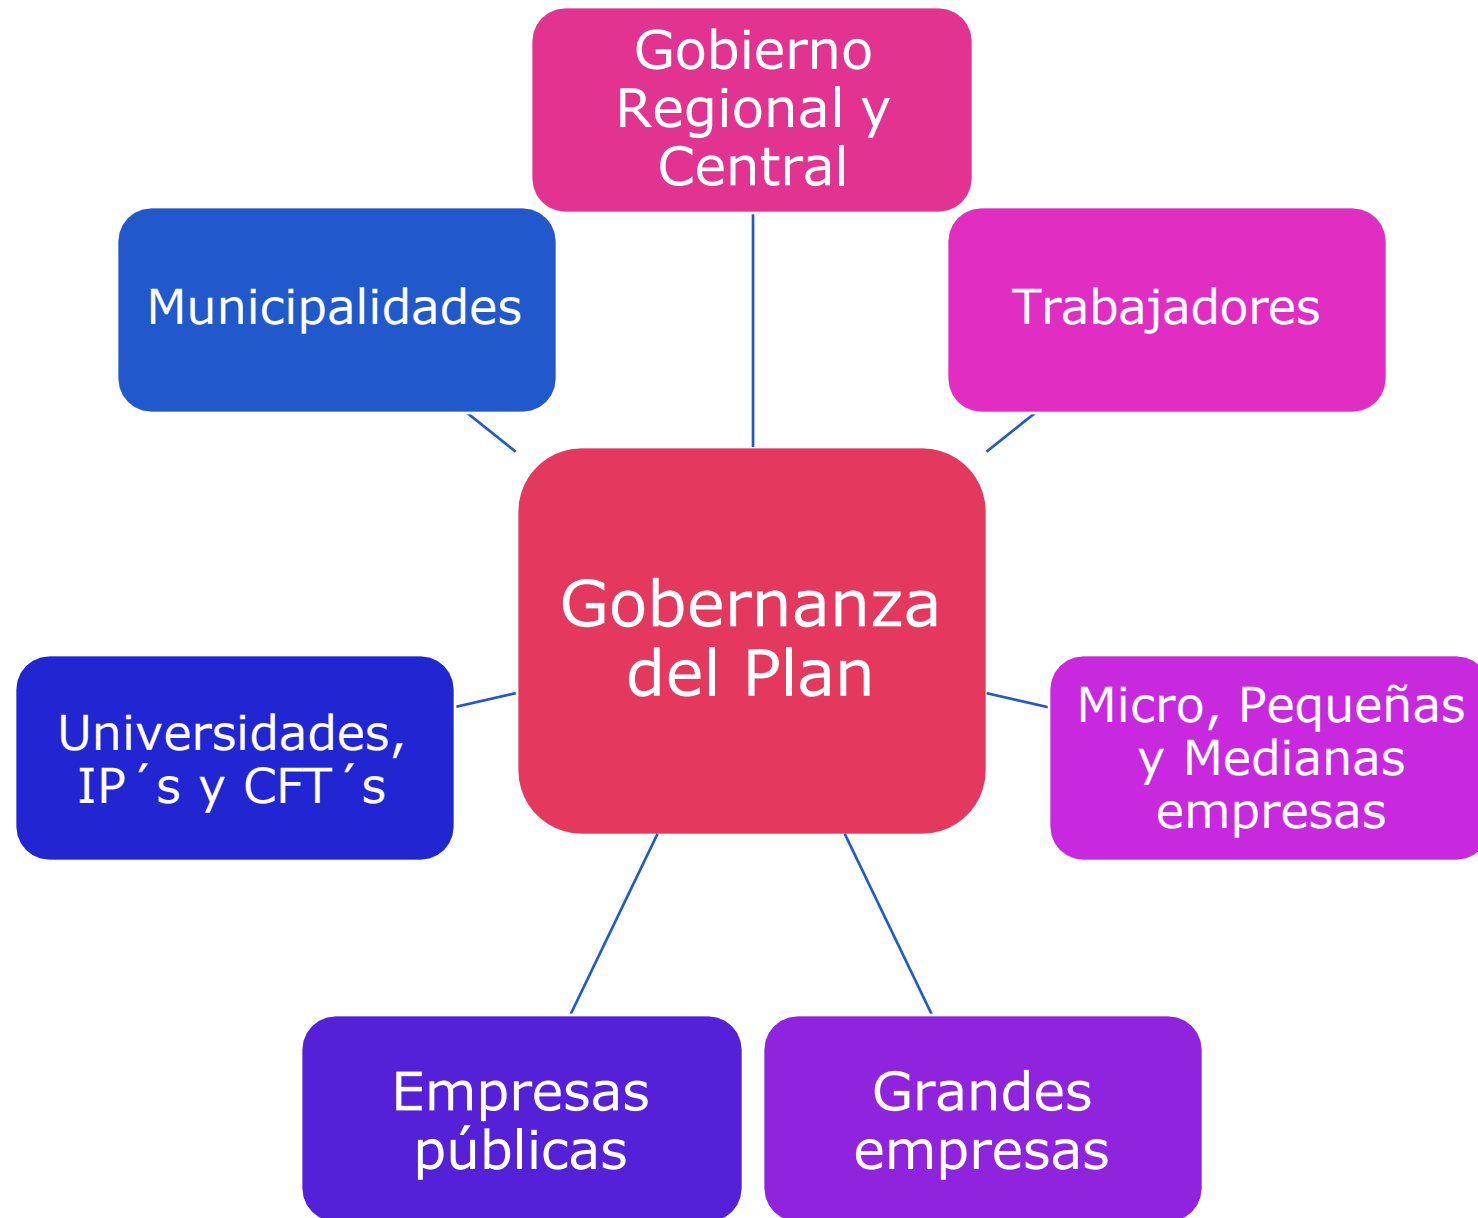 Gobierno
Regional y
Central
Municipalidades
Trabajadores
Gobernanza
del Plan
Universidades,
IP´s y CFT´s
Micro, Pequeñas
y Medianas
empresas
Empresas
públicas
Grandes
empresas